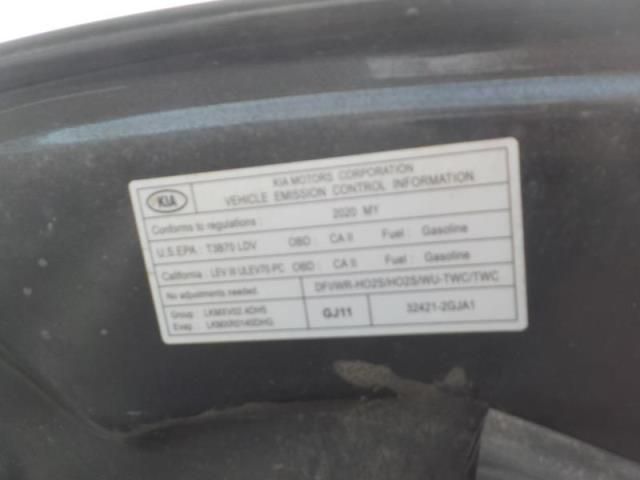 KIA
KIA MOTORS CORPORATION
VEHICLE EMISSION CONTROL INFORMATION
Conforms to regulations : 2020 MY
U.S.EPA : T3B70 LDV OBD : CA II Fuel : Gasoline
California : LEV III ULEV70 PC OBD : CA II Fuel : Gasoline
No adjustments needed. DFI/WR-HO2S/HO2S/WU-TWC/TWC
Group : LKMXV02.4DH5 GJ11 32421-2GJA1
Evap. : LKMXR0140DHG